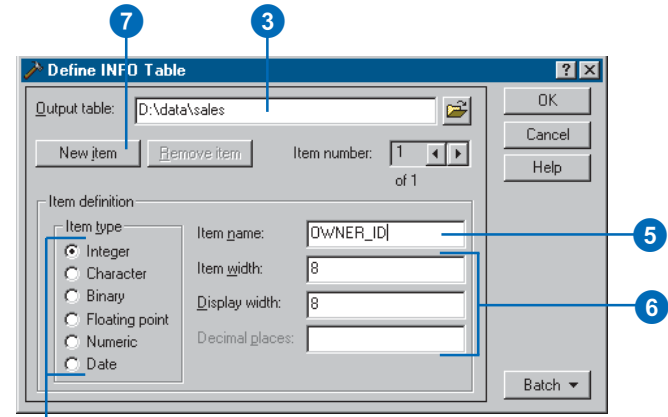 7
3
Define INFO Table
Output table: D:\data\sales
OK
New item Remove item Item number: 1
of 1
Cancel
Help
Item definition
Item type
Integer
Character
Binary
Floating point
Numeric
Date
Item name: OWNER_ID
5
Item width: 8
Display width: 8
6
Decimal places:
Batch